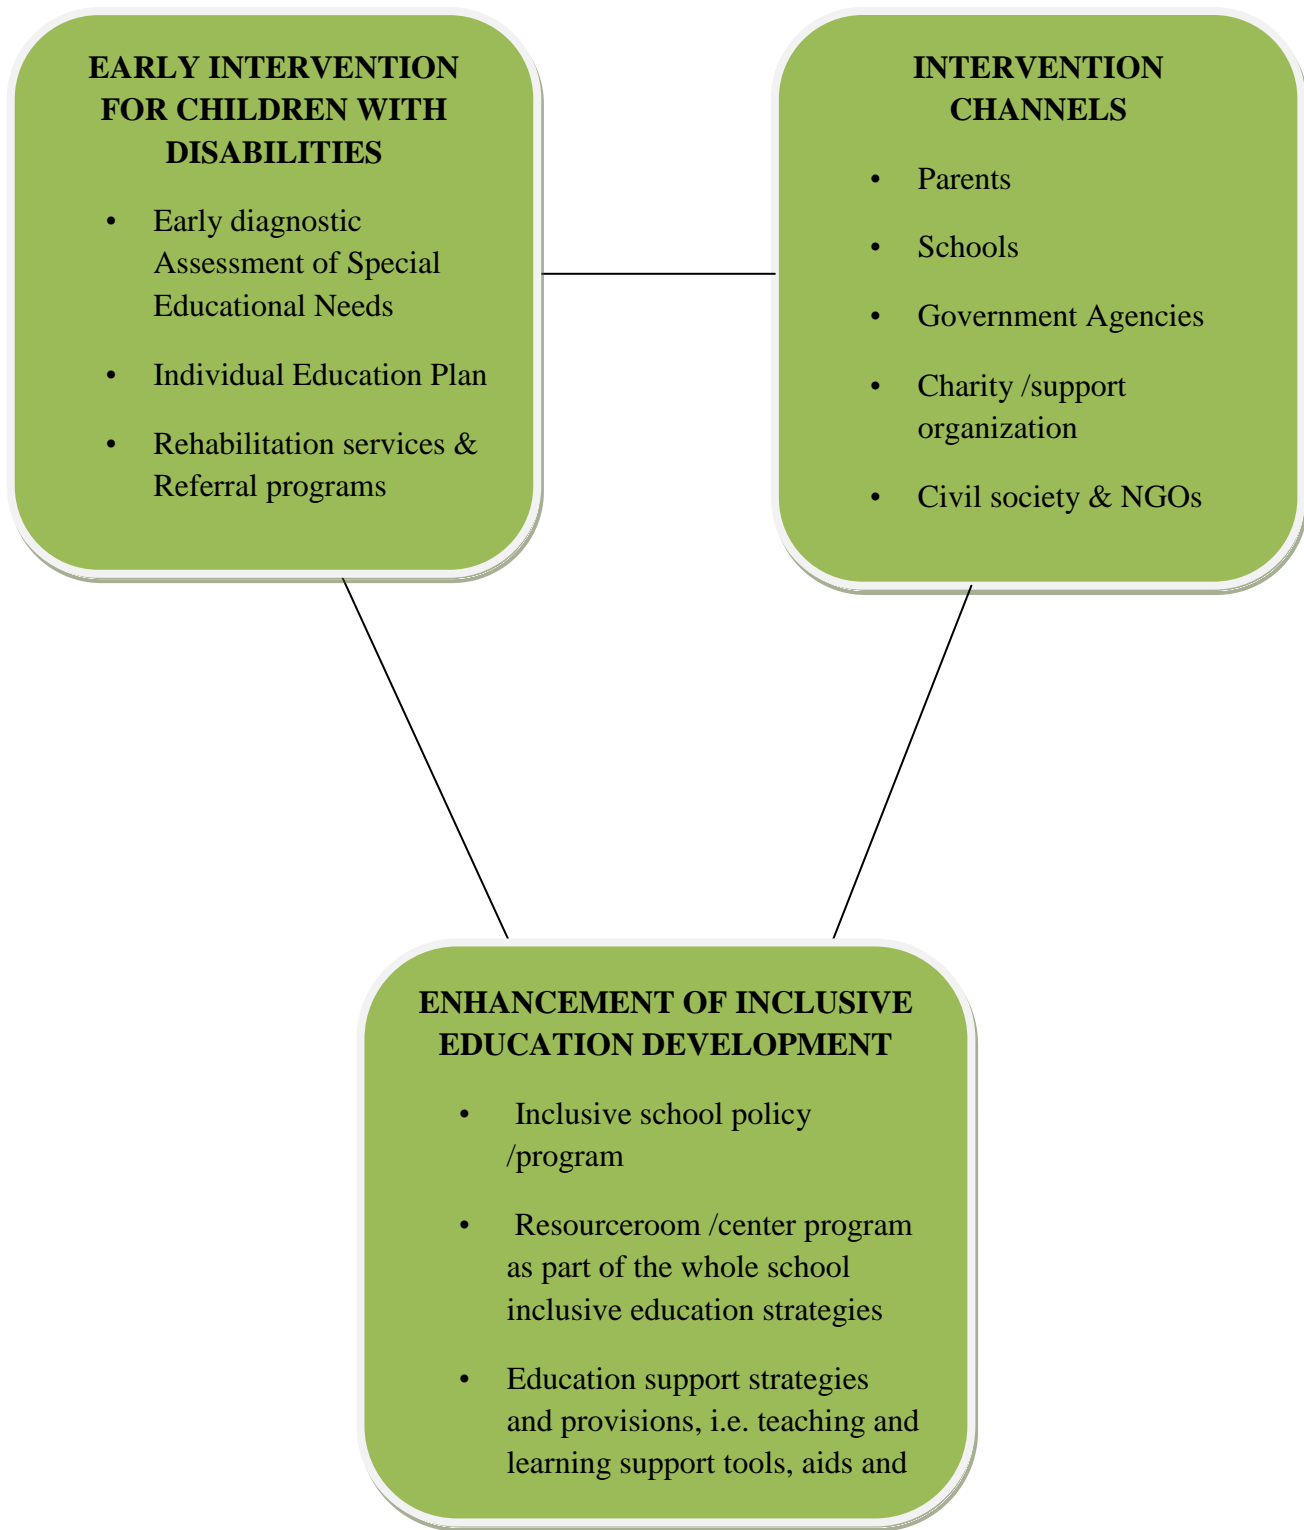 EARLY INTERVENTION
FOR CHILDREN WITH
DISABILITIES
• Early diagnostic
Assessment of Special
Educational Needs
• Individual Education Plan
• Rehabilitation services &
Referral programs
INTERVENTION
CHANNELS
• Parents
• Schools
• Government Agencies
• Charity /support
organization
• Civil society & NGOs
ENHANCEMENT OF INCLUSIVE
EDUCATION DEVELOPMENT
• Inclusive school policy
/program
• Resourceroom /center program
as part of the whole school
inclusive education strategies
• Education support strategies
and provisions, i.e. teaching and
learning support tools, aids and